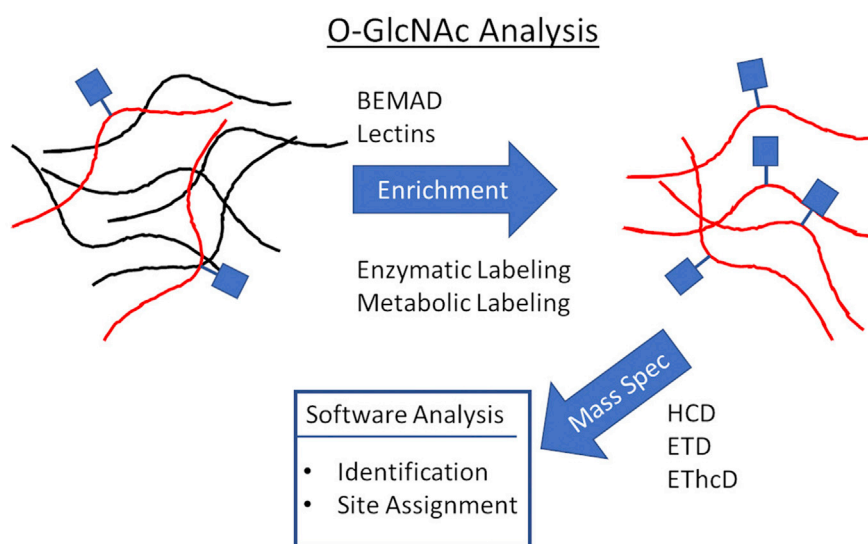 O-GlcNAc Analysis
BEMAD
Lectins
Enrichment
Enzymatic Labeling
Metabolic Labeling
Mass Spec
HCD
ETD
EThcD
Software Analysis
• Identification
• Site Assignment